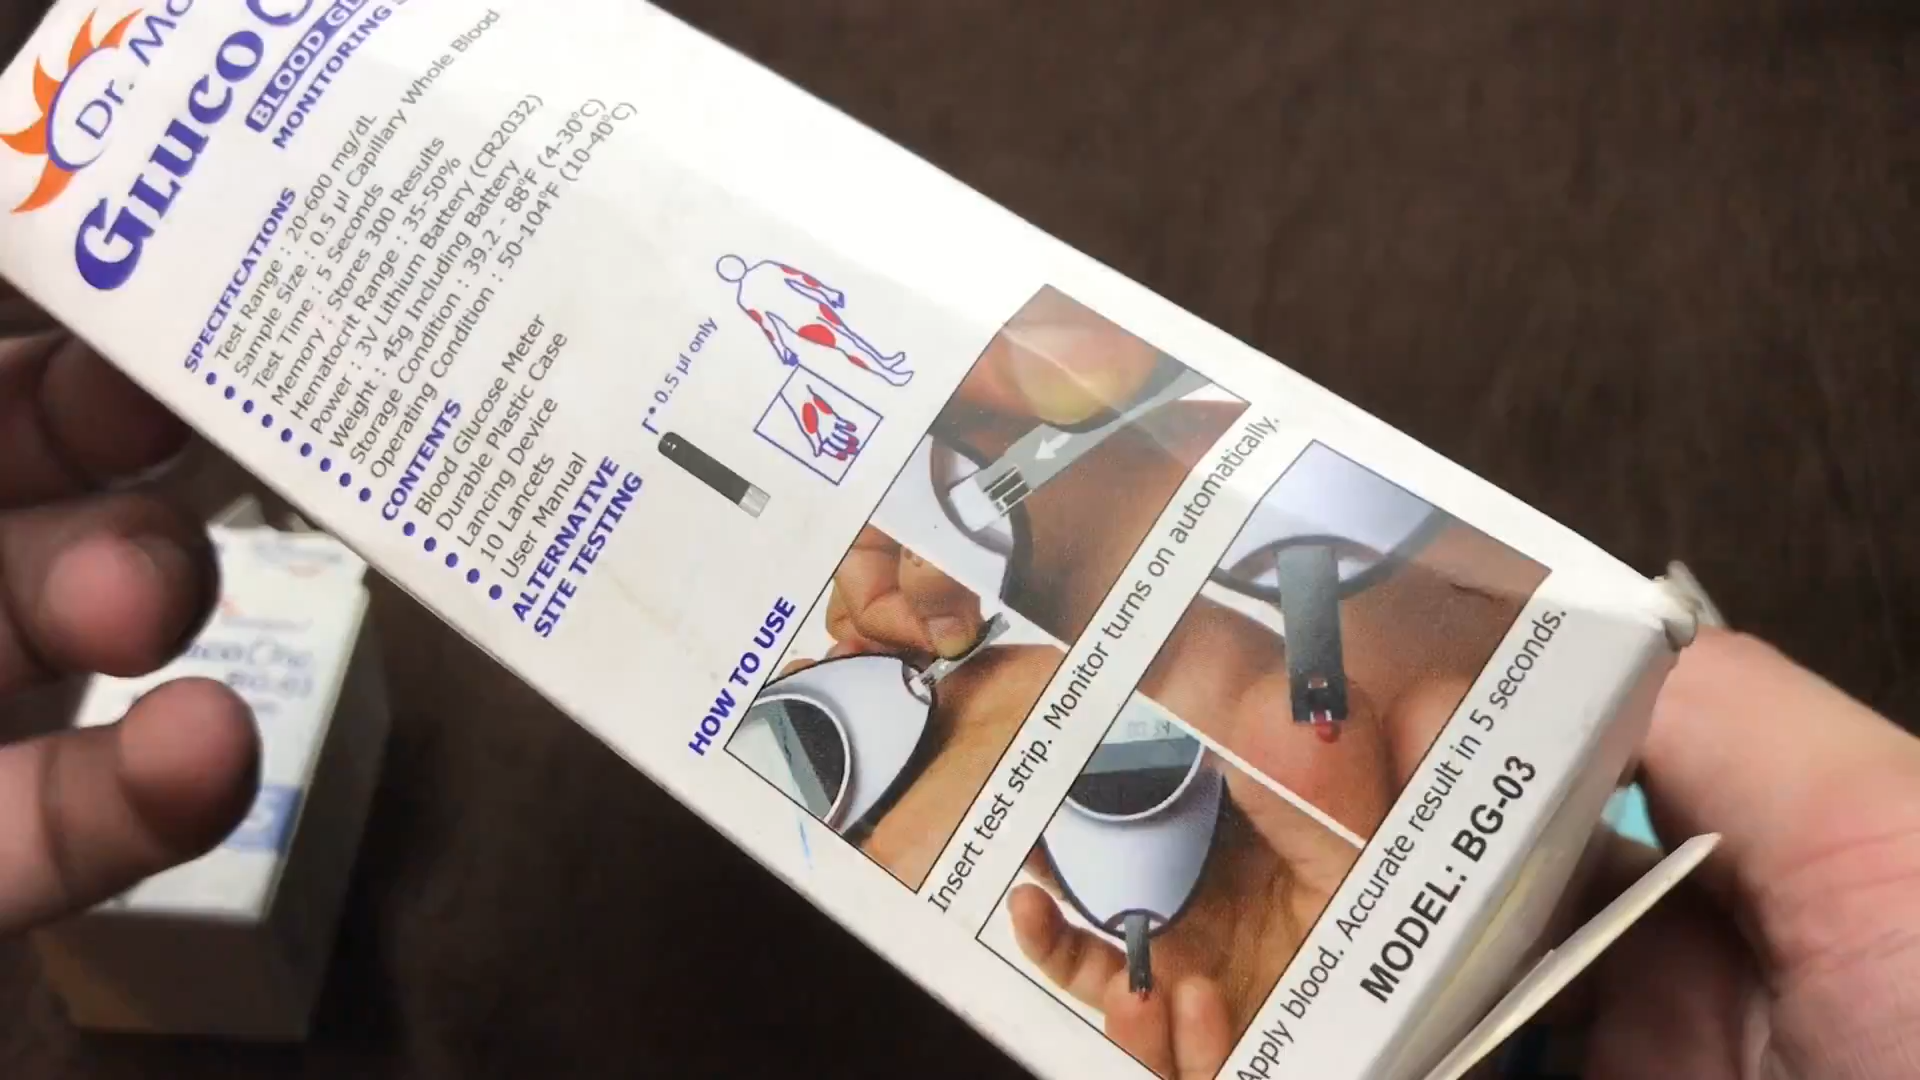 Dr. Mo
GLUCO
BLOOD GL
MONITORING
SPECIFICATIONS
• Test Range : 20-600 mg/dL
• Sample Size : 0.5 µl Capillary Whole Blood
• Test Time : 5 Seconds
• Memory : Stores 300 Results
• Hematocrit Range : 35-50%
• Power : 3V Lithium Battery (CR2032)
• Weight : 45g Including Battery
• Storage Condition : 39.2 - 88°F (4-30°C)
• Operating Condition : 50-104°F (10-40°C)
CONTENTS
• Blood Glucose Meter
• Durable Plastic Case
• Lancing Device
• 10 Lancets
• User Manual
ALTERNATIVE
SITE TESTING
• 0.5 µl only
HOW TO USE
Insert test strip. Monitor turns on automatically.
Apply blood. Accurate result in 5 seconds.
MODEL: BG-03